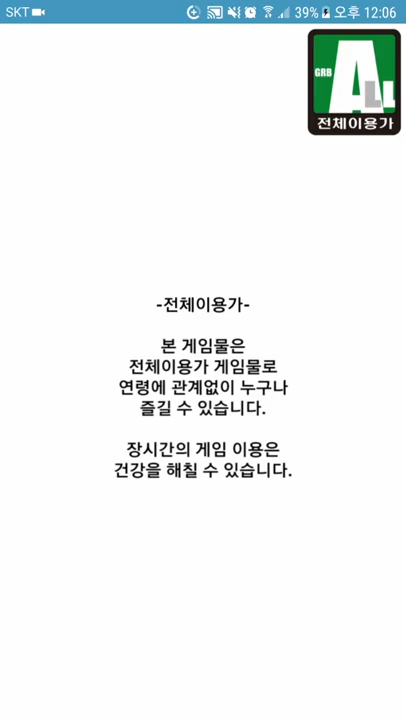 SKT 39% 오후 12:06
GRB
ALL
전체이용가
-전체이용가-
본 게임물은
전체이용가 게임물로
연령에 관계없이 누구나
즐길 수 있습니다.
장시간의 게임 이용은
건강을 해칠 수 있습니다.